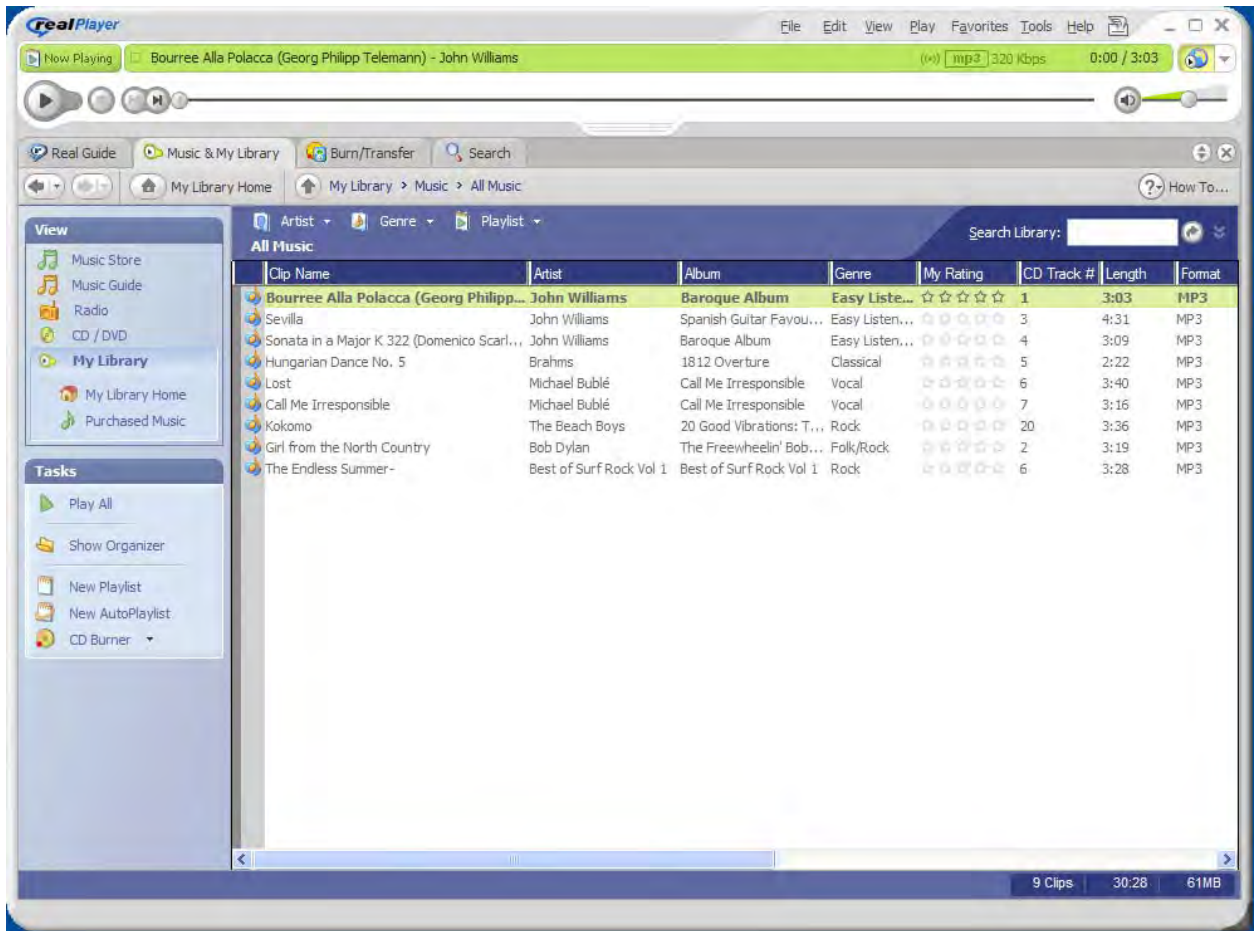 realPlayer File Edit View Play Favorites Tools Help
Now Playing Bourree Alla Polacca (Georg Philipp Telemann) - John Williams mp3 320 Kbps 0:00 / 3:03
Real Guide Music & My Library Burn/Transfer Search
My Library Home My Library > Music > All Music How To...
View
Music Store
Music Guide
Radio
CD / DVD
My Library
My Library Home
Purchased Music
Tasks
Play All
Show Organizer
New Playlist
New AutoPlaylist
CD Burner
Artist Genre Playlist
All Music Search Library:
Clip Name Artist Album Genre My Rating CD Track # Length Format
Bourree Alla Polacca (Georg Philipp... John Williams Baroque Album Easy Liste... 1 3:03 MP3
Sevilla John Williams Spanish Guitar Favou... Easy Listen... 3 4:31 MP3
Sonata in a Major K 322 (Domenico Scarl... John Williams Baroque Album Easy Listen... 4 3:09 MP3
Hungarian Dance No. 5 Brahms 1812 Overture Classical 5 2:22 MP3
Lost Michael Bublé Call Me Irresponsible Vocal 6 3:40 MP3
Call Me Irresponsible Michael Bublé Call Me Irresponsible Vocal 7 3:16 MP3
Kokomo The Beach Boys 20 Good Vibrations: T... Rock 20 3:36 MP3
Girl from the North Country Bob Dylan The Freewheelin' Bob... Folk/Rock 2 3:19 MP3
The Endless Summer- Best of Surf Rock Vol 1 Best of Surf Rock Vol 1 Rock 6 3:28 MP3
9 Clips 30:28 61MB